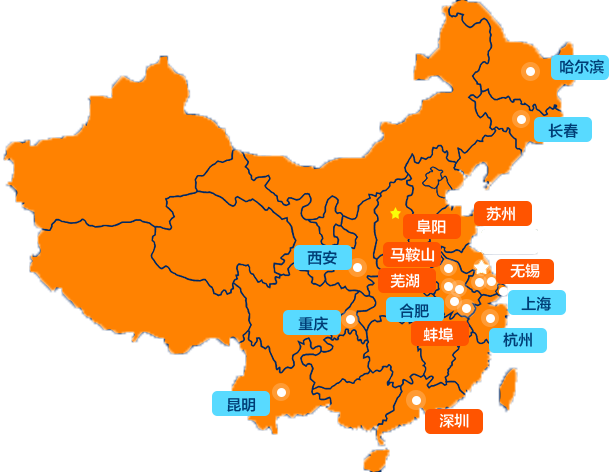 哈尔滨
长春
苏州
阜阳
马鞍山
西安
无锡
芜湖
上海
合肥
重庆
蚌埠
杭州
昆明
深圳